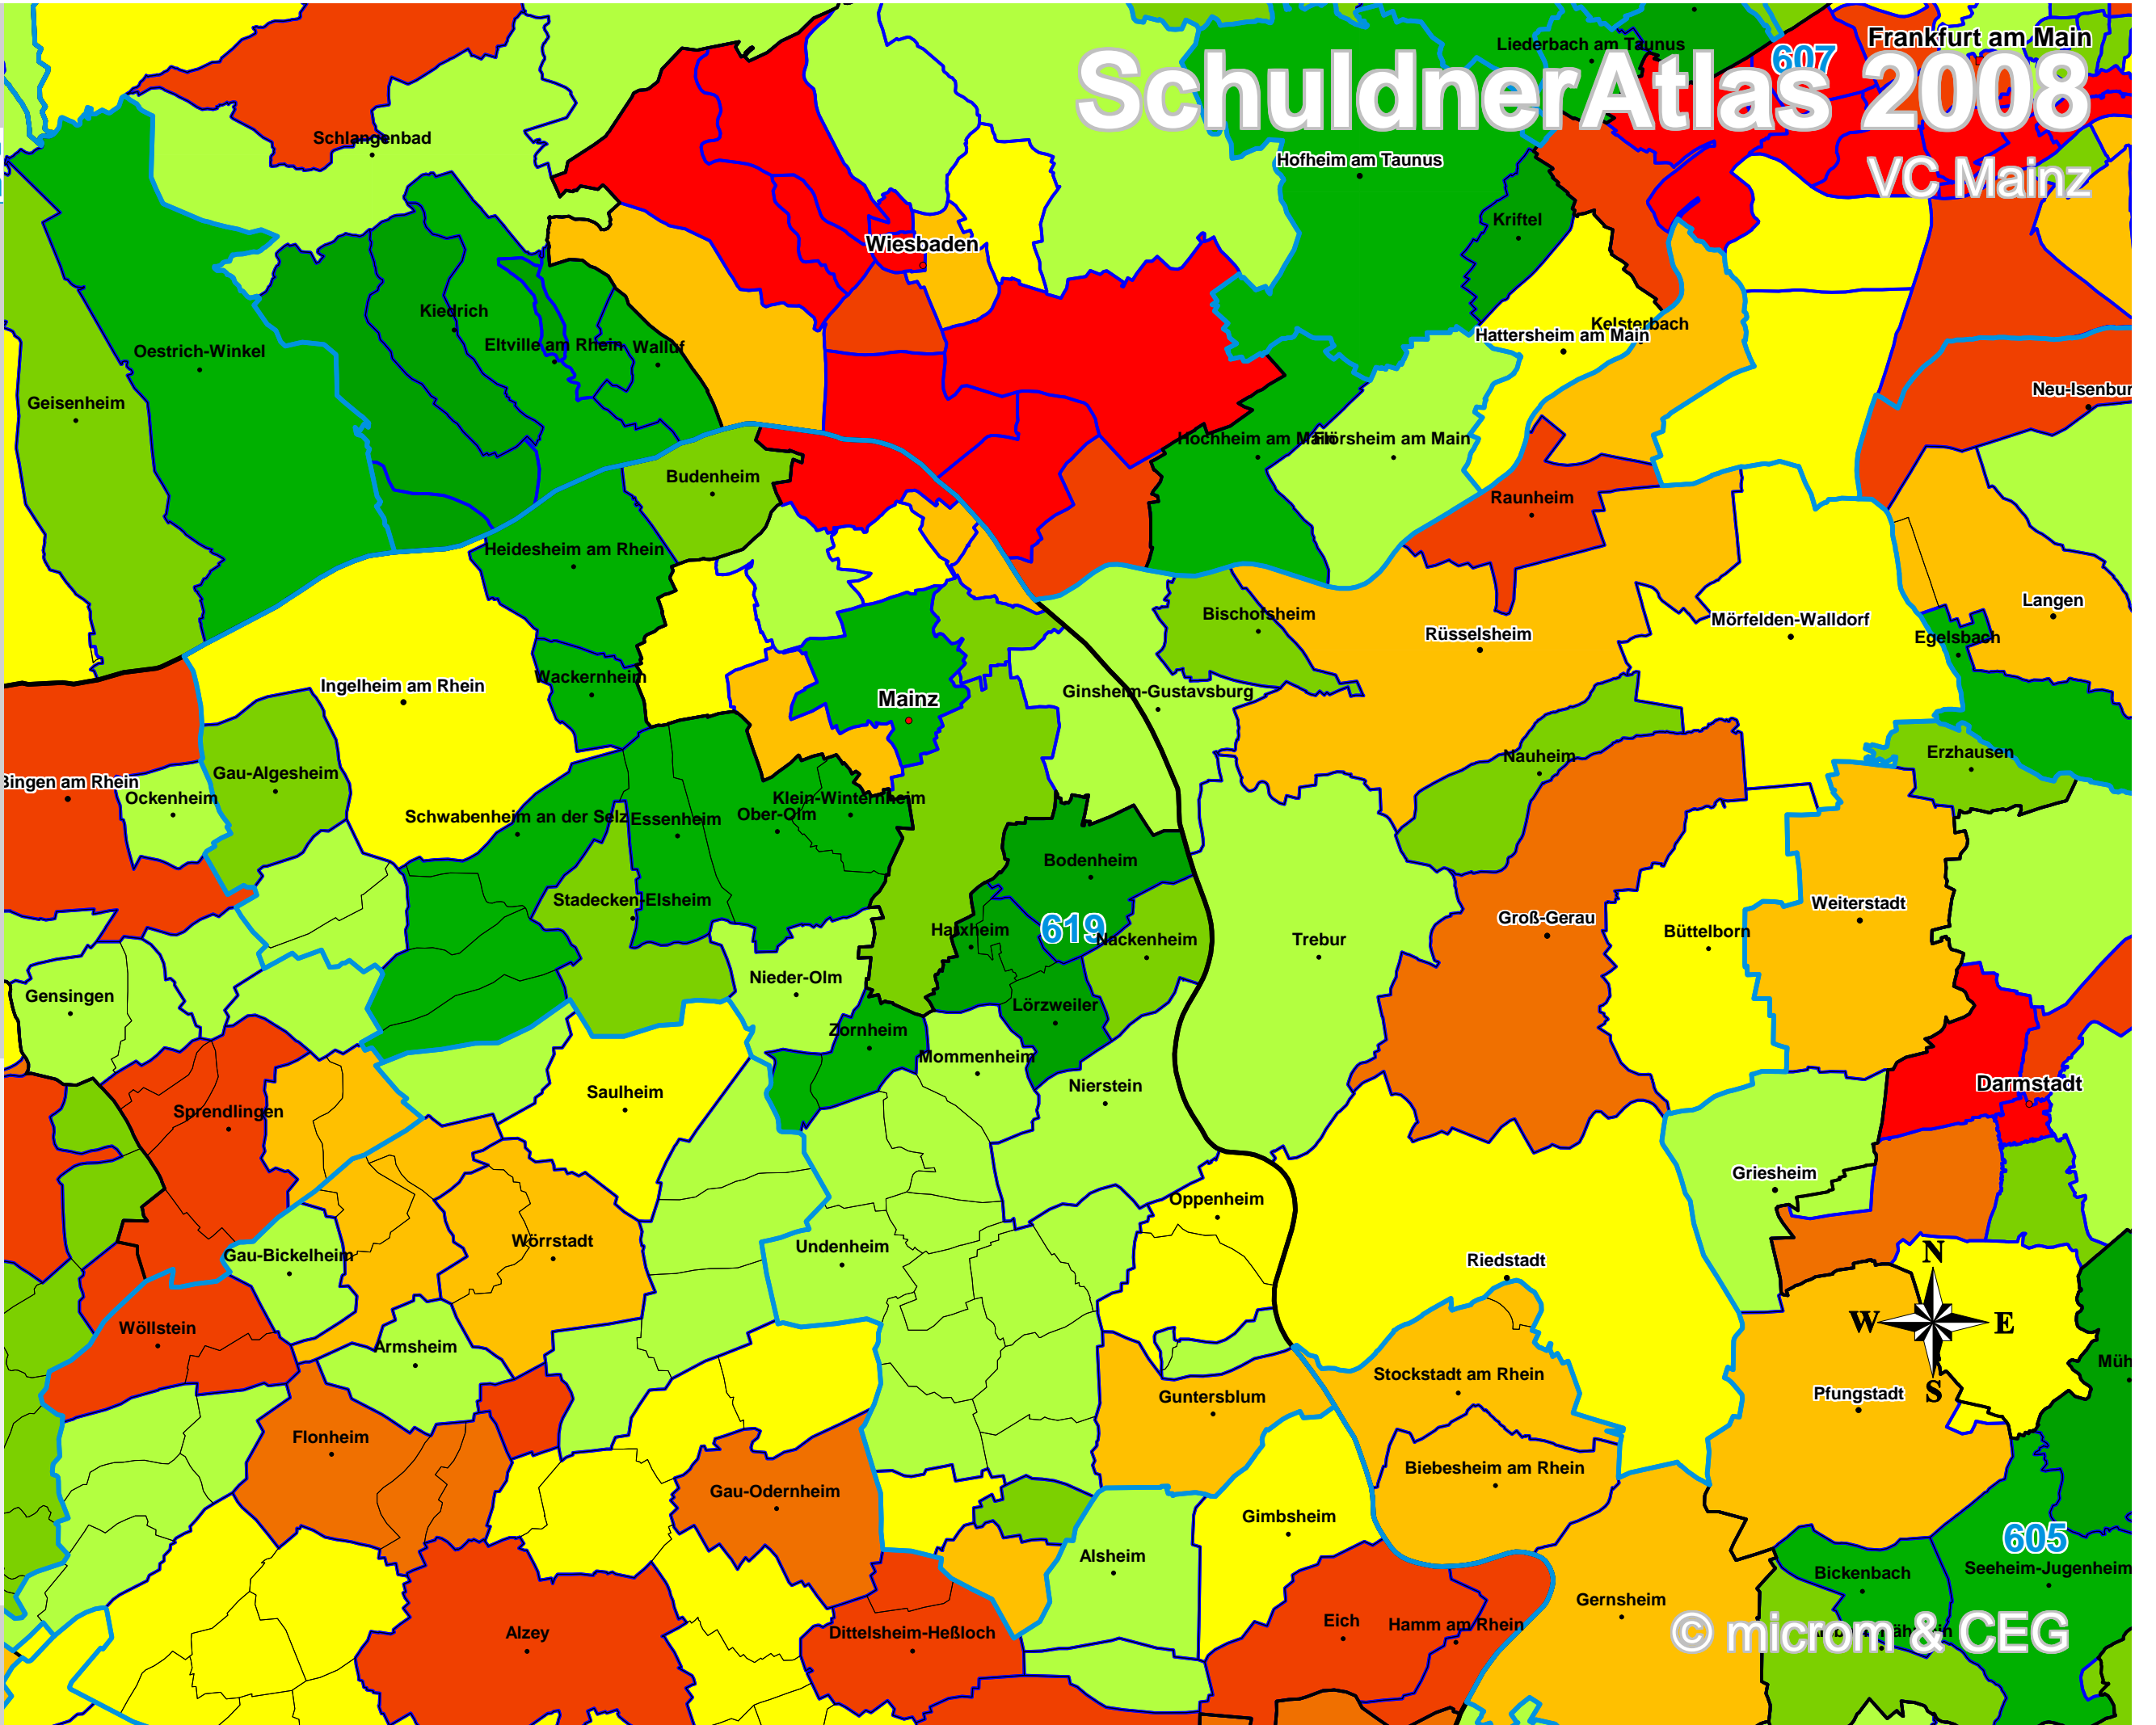 Liederbach am Taunus
607
Frankfurt am Main
SchuldnerAtlas 2008
VC Mainz
Schlangenbad
Hofheim am Taunus
Kriftel
Wiesbaden
Kiedrich
Kelsterbach
Hattersheim am Main
Oestrich-Winkel
Eltville am Rhein
Walluf
Neu-Isenbur
Geisenheim
Hochheim am Main
Flörsheim am Main
Budenheim
Raunheim
Heidesheim am Rhein
Langen
Bischofsheim
Mörfelden-Walldorf
Rüsselsheim
Egelsbach
Wackernheim
Ingelheim am Rhein
Ginsheim-Gustavsburg
Mainz
Erzhausen
Nauheim
Gau-Algesheim
Bingen am Rhein
Ockenheim
Klein-Winternheim
Schwabenheim an der Selz
Essenheim
Ober-Olm
Bodenheim
Stadecken-Elsheim
Weiterstadt
Groß-Gerau
Harxheim
619
Nackenheim
Trebur
Büttelborn
Nieder-Olm
Gensingen
Lörzweiler
Zornheim
Mommenheim
Nierstein
Darmstadt
Saulheim
Sprendlingen
Griesheim
Oppenheim
Wörrstadt
Undenheim
Gau-Bickelheim
Riedstadt
N
W
E
S
Wöllstein
Armsheim
Müh
Stockstadt am Rhein
Guntersblum
Pfungstadt
Flonheim
Biebesheim am Rhein
Gau-Odernheim
Gimbsheim
605
Alsheim
Bickenbach
Seeheim-Jugenheim
Gernsheim
Eich
Hamm am Rhein
Alzey
Dittelsheim-Heßloch
© microm & CEG